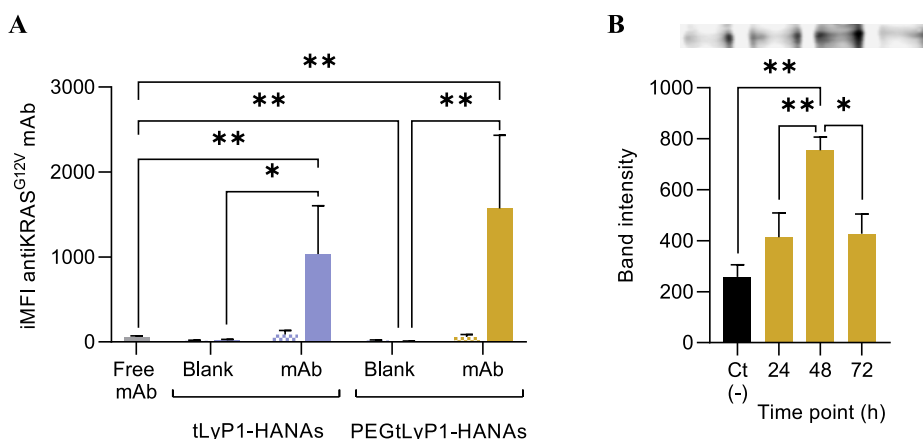 A
B
iMFI antiKRAS^G12V mAb
3000
2000
1000
0
**
**
**
**
*
Free mAb
Blank
mAb
Blank
mAb
tLyP1-HANAs
PEGtLyP1-HANAs
Band intensity
1000
800
600
400
200
0
**
**
*
Ct (-)
24
48
72
Time point (h)